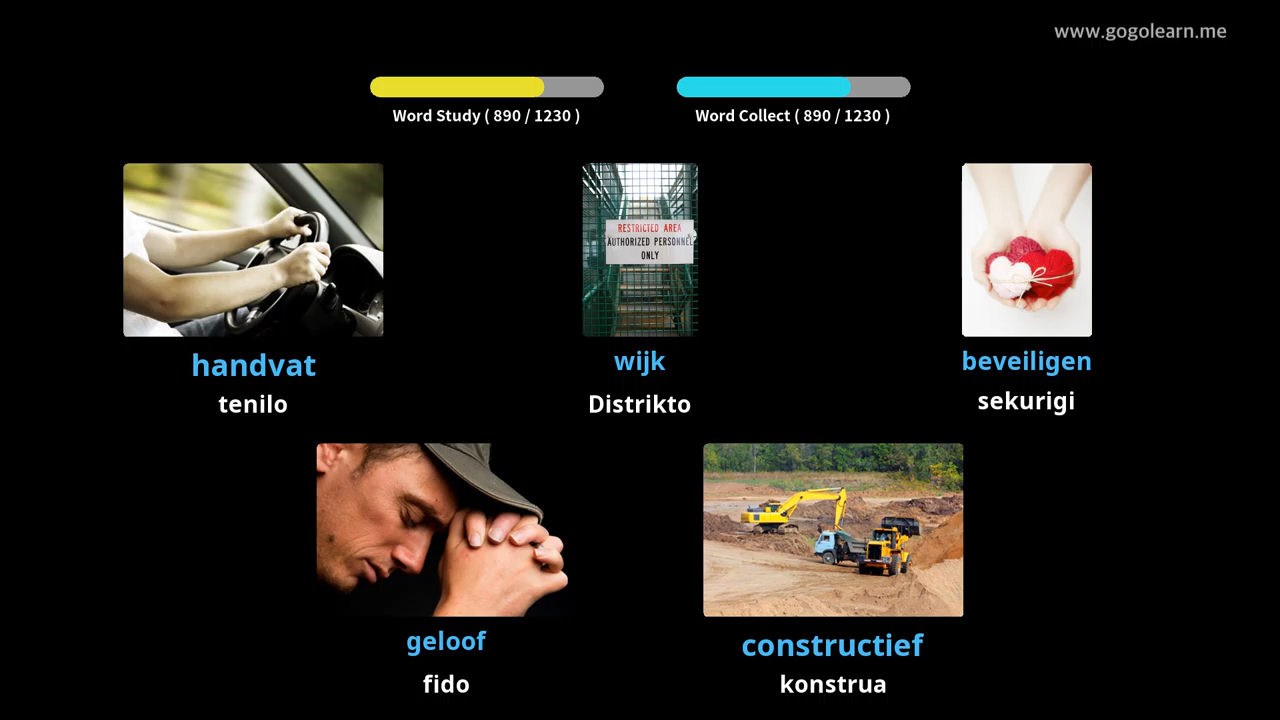 www.gogolearn.me
Word Study ( 890 / 1230 )
Word Collect ( 890 / 1230 )
RESTRICTED AREA
AUTHORIZED PERSONNEL
ONLY
handvat
tenilo
wijk
Distrikto
beveiligen
sekurigi
geloof
fido
constructief
konstrua